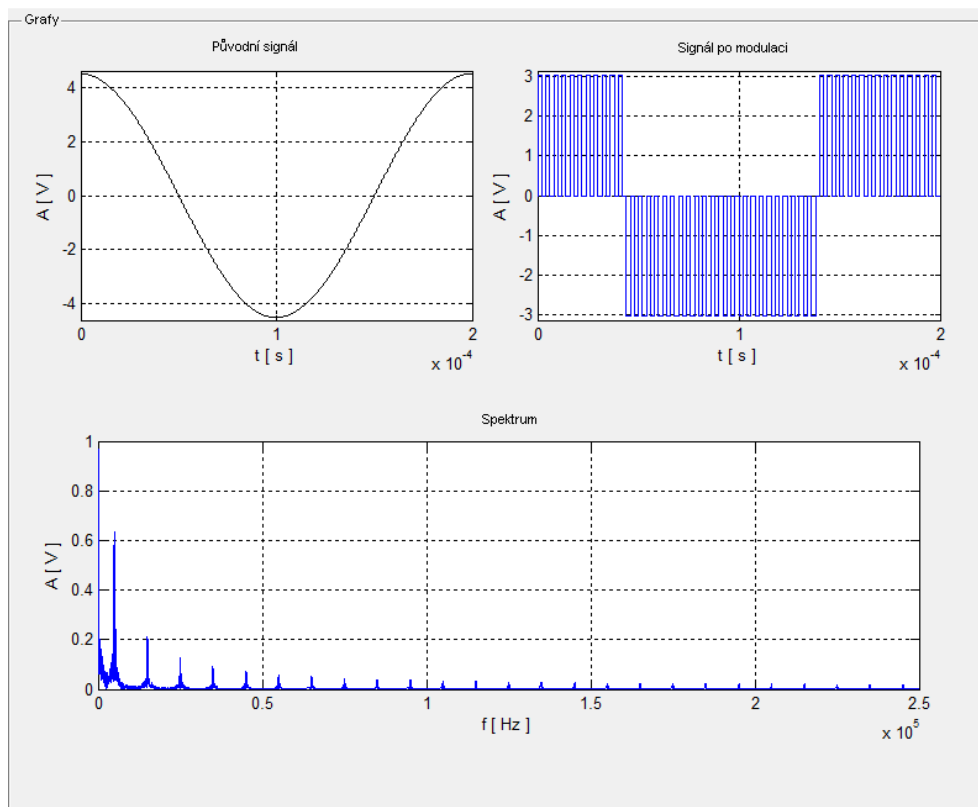 Grafy
Původní signál
4
2
0
-2
-4
A [ V ]
0
1
2
t [ s ]
x 10⁻⁴
Signál po modulaci
3
2
1
0
-1
-2
-3
A [ V ]
0
1
2
t [ s ]
x 10⁻⁴
Spektrum
1
0.8
0.6
0.4
0.2
0
A [ V ]
0
0.5
1
1.5
2
2.5
f [ Hz ]
x 10⁵